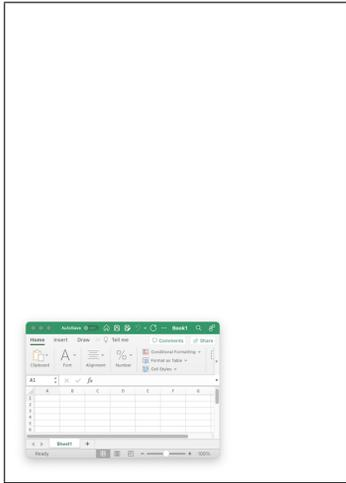 AutoSave Book1
Home Insert Draw Tell me Comments Share
Clipboard Font Alignment Number Conditional Formatting
Format as Table
Cell Styles
A1 fx
A B C D E F G
1
2
3
4
5
6
Sheet1 +
Ready 100%